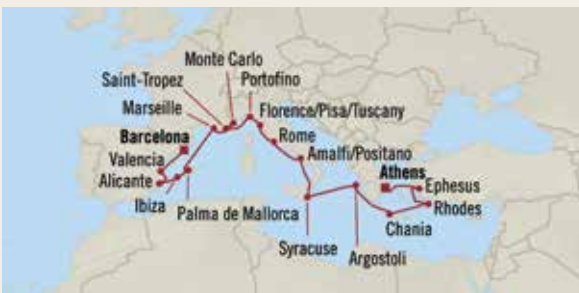 Monte Carlo
Saint-Tropez
Portofino
Marseille
Florence/Pisa/Tuscany
Barcelona
Rome
Valencia
Amalfi/Positano
Athens
Alicante
Ephesus
Ibiza
Rhodes
Palma de Mallorca
Chania
Syracuse
Argostoli